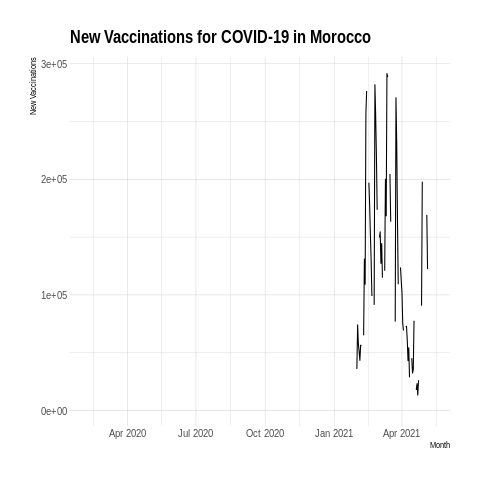 New Vaccinations for COVID-19 in Morocco
New Vaccinations
3e+05
2e+05
1e+05
0e+00
Apr 2020 Jul 2020 Oct 2020 Jan 2021 Apr 2021
Month